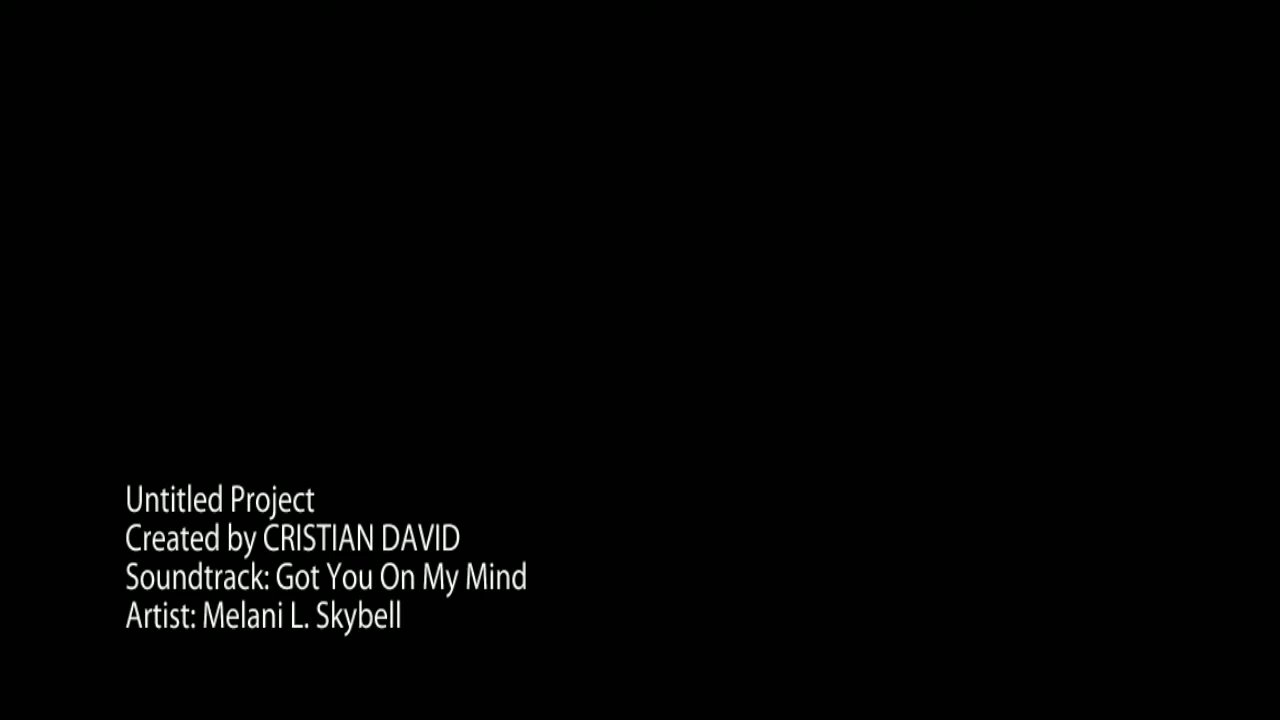 Untitled Project
Created by CRISTIAN DAVID
Soundtrack: Got You On My Mind
Artist: Melani L. Skybell